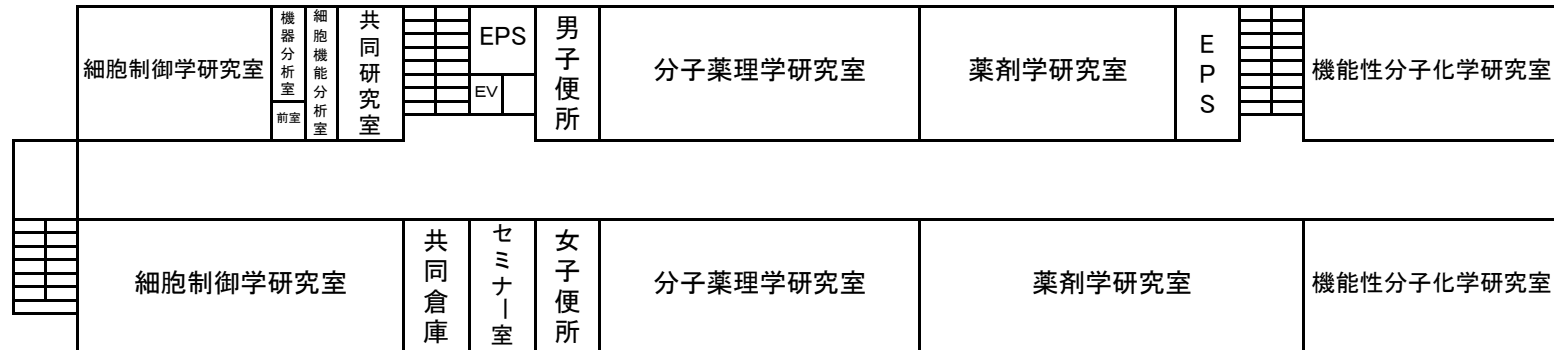 細胞制御学研究室
機器分析室
前室
細胞機能分析室
共同研究室
EPS
EV
男子便所
分子薬理学研究室
薬剤学研究室
EPS
機能性分子化学研究室
細胞制御学研究室
共同倉庫
セミナー室
女子便所
分子薬理学研究室
薬剤学研究室
機能性分子化学研究室